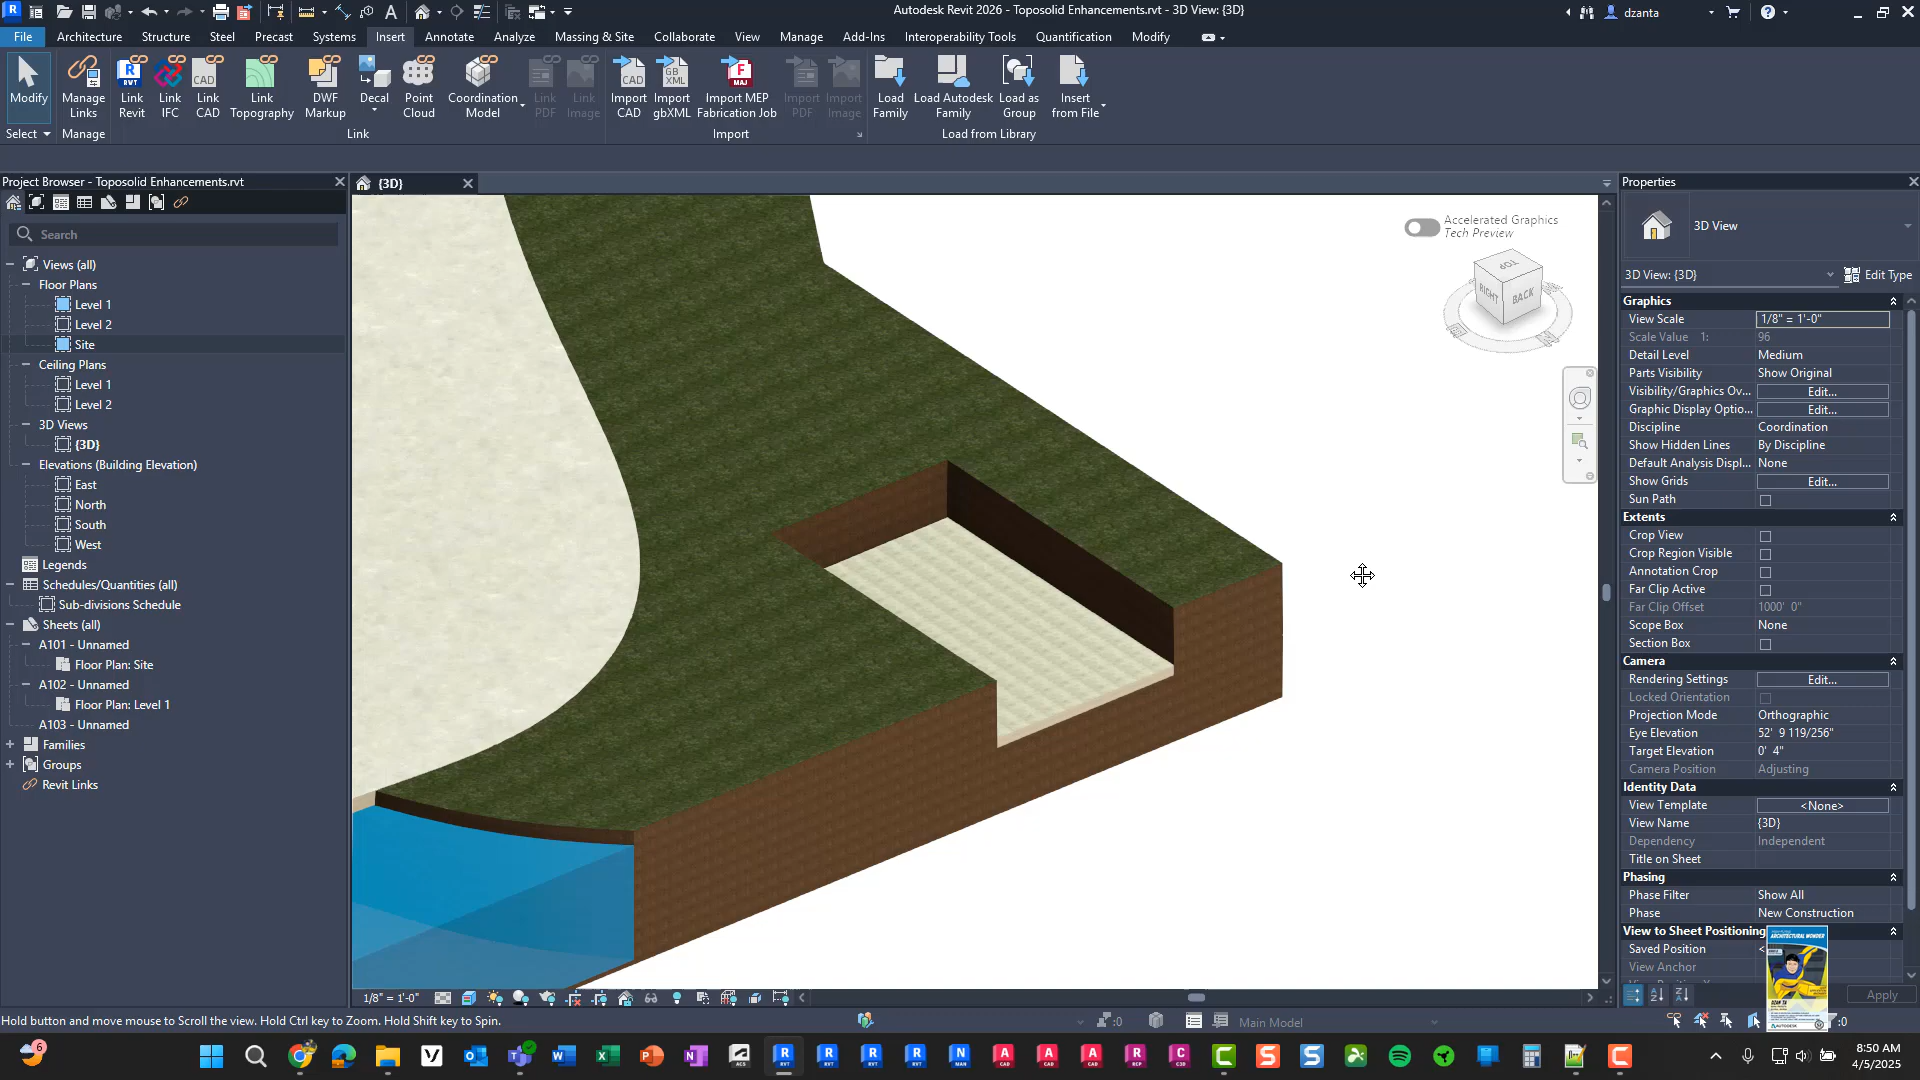 Autodesk Revit 2026 - Toposolid Enhancements.rvt - 3D View: {3D}
dzanta
File
Architecture
Structure
Steel
Precast
Systems
Insert
Annotate
Analyze
Massing & Site
Collaborate
View
Manage
Add-Ins
Interoperability Tools
Quantification
Modify
Modify
Manage
Links
Link
Revit
Link
IFC
Link
CAD
Link
Topography
DWF
Markup
Decal
Point
Cloud
Coordination
Model
Link
PDF
Link
Image
Import
CAD
Import
gbXML
Import MEP
Fabrication Job
Import
PDF
Import
Image
Load
Family
Load Autodesk
Family
Load as
Group
Insert
from File
Select
Manage
Link
Import
Load from Library
Project Browser - Toposolid Enhancements.rvt
Search
Views (all)
Floor Plans
Level 1
Level 2
Site
Ceiling Plans
Level 1
Level 2
3D Views
{3D}
Elevations (Building Elevation)
East
North
South
West
Legends
Schedules/Quantities (all)
Sub-divisions Schedule
Sheets (all)
A101 - Unnamed
Floor Plan: Site
A102 - Unnamed
Floor Plan: Level 1
A103 - Unnamed
Families
Groups
Revit Links
{3D}
Accelerated Graphics
Tech Preview
TOP
RIGHT
BACK
Properties
3D View
3D View: {3D}
Edit Type
Graphics
View Scale 1/8" = 1'-0"
Scale Value 1: 96
Detail Level Medium
Parts Visibility Show Original
Visibility/Graphics Ov... Edit...
Graphic Display Optio... Edit...
Discipline Coordination
Show Hidden Lines By Discipline
Default Analysis Displ... None
Show Grids Edit...
Sun Path
Extents
Crop View
Crop Region Visible
Annotation Crop
Far Clip Active
Far Clip Offset 1000' 0"
Scope Box None
Section Box
Camera
Rendering Settings Edit...
Locked Orientation
Projection Mode Orthographic
Eye Elevation 52' 9 119/256"
Target Elevation 0' 4"
Camera Position Adjusting
Identity Data
View Template <None>
View Name {3D}
Dependency Independent
Title on Sheet
Phasing
Phase Filter Show All
Phase New Construction
View to Sheet Positioning
Saved Position
View Anchor
Apply
ARCHITECTURAL WONDER
AUTODESK
1/8" = 1'-0"
Hold button and move mouse to Scroll the view. Hold Ctrl key to Zoom. Hold Shift key to Spin.
:0
Main Model
:0
8:50 AM
4/5/2025